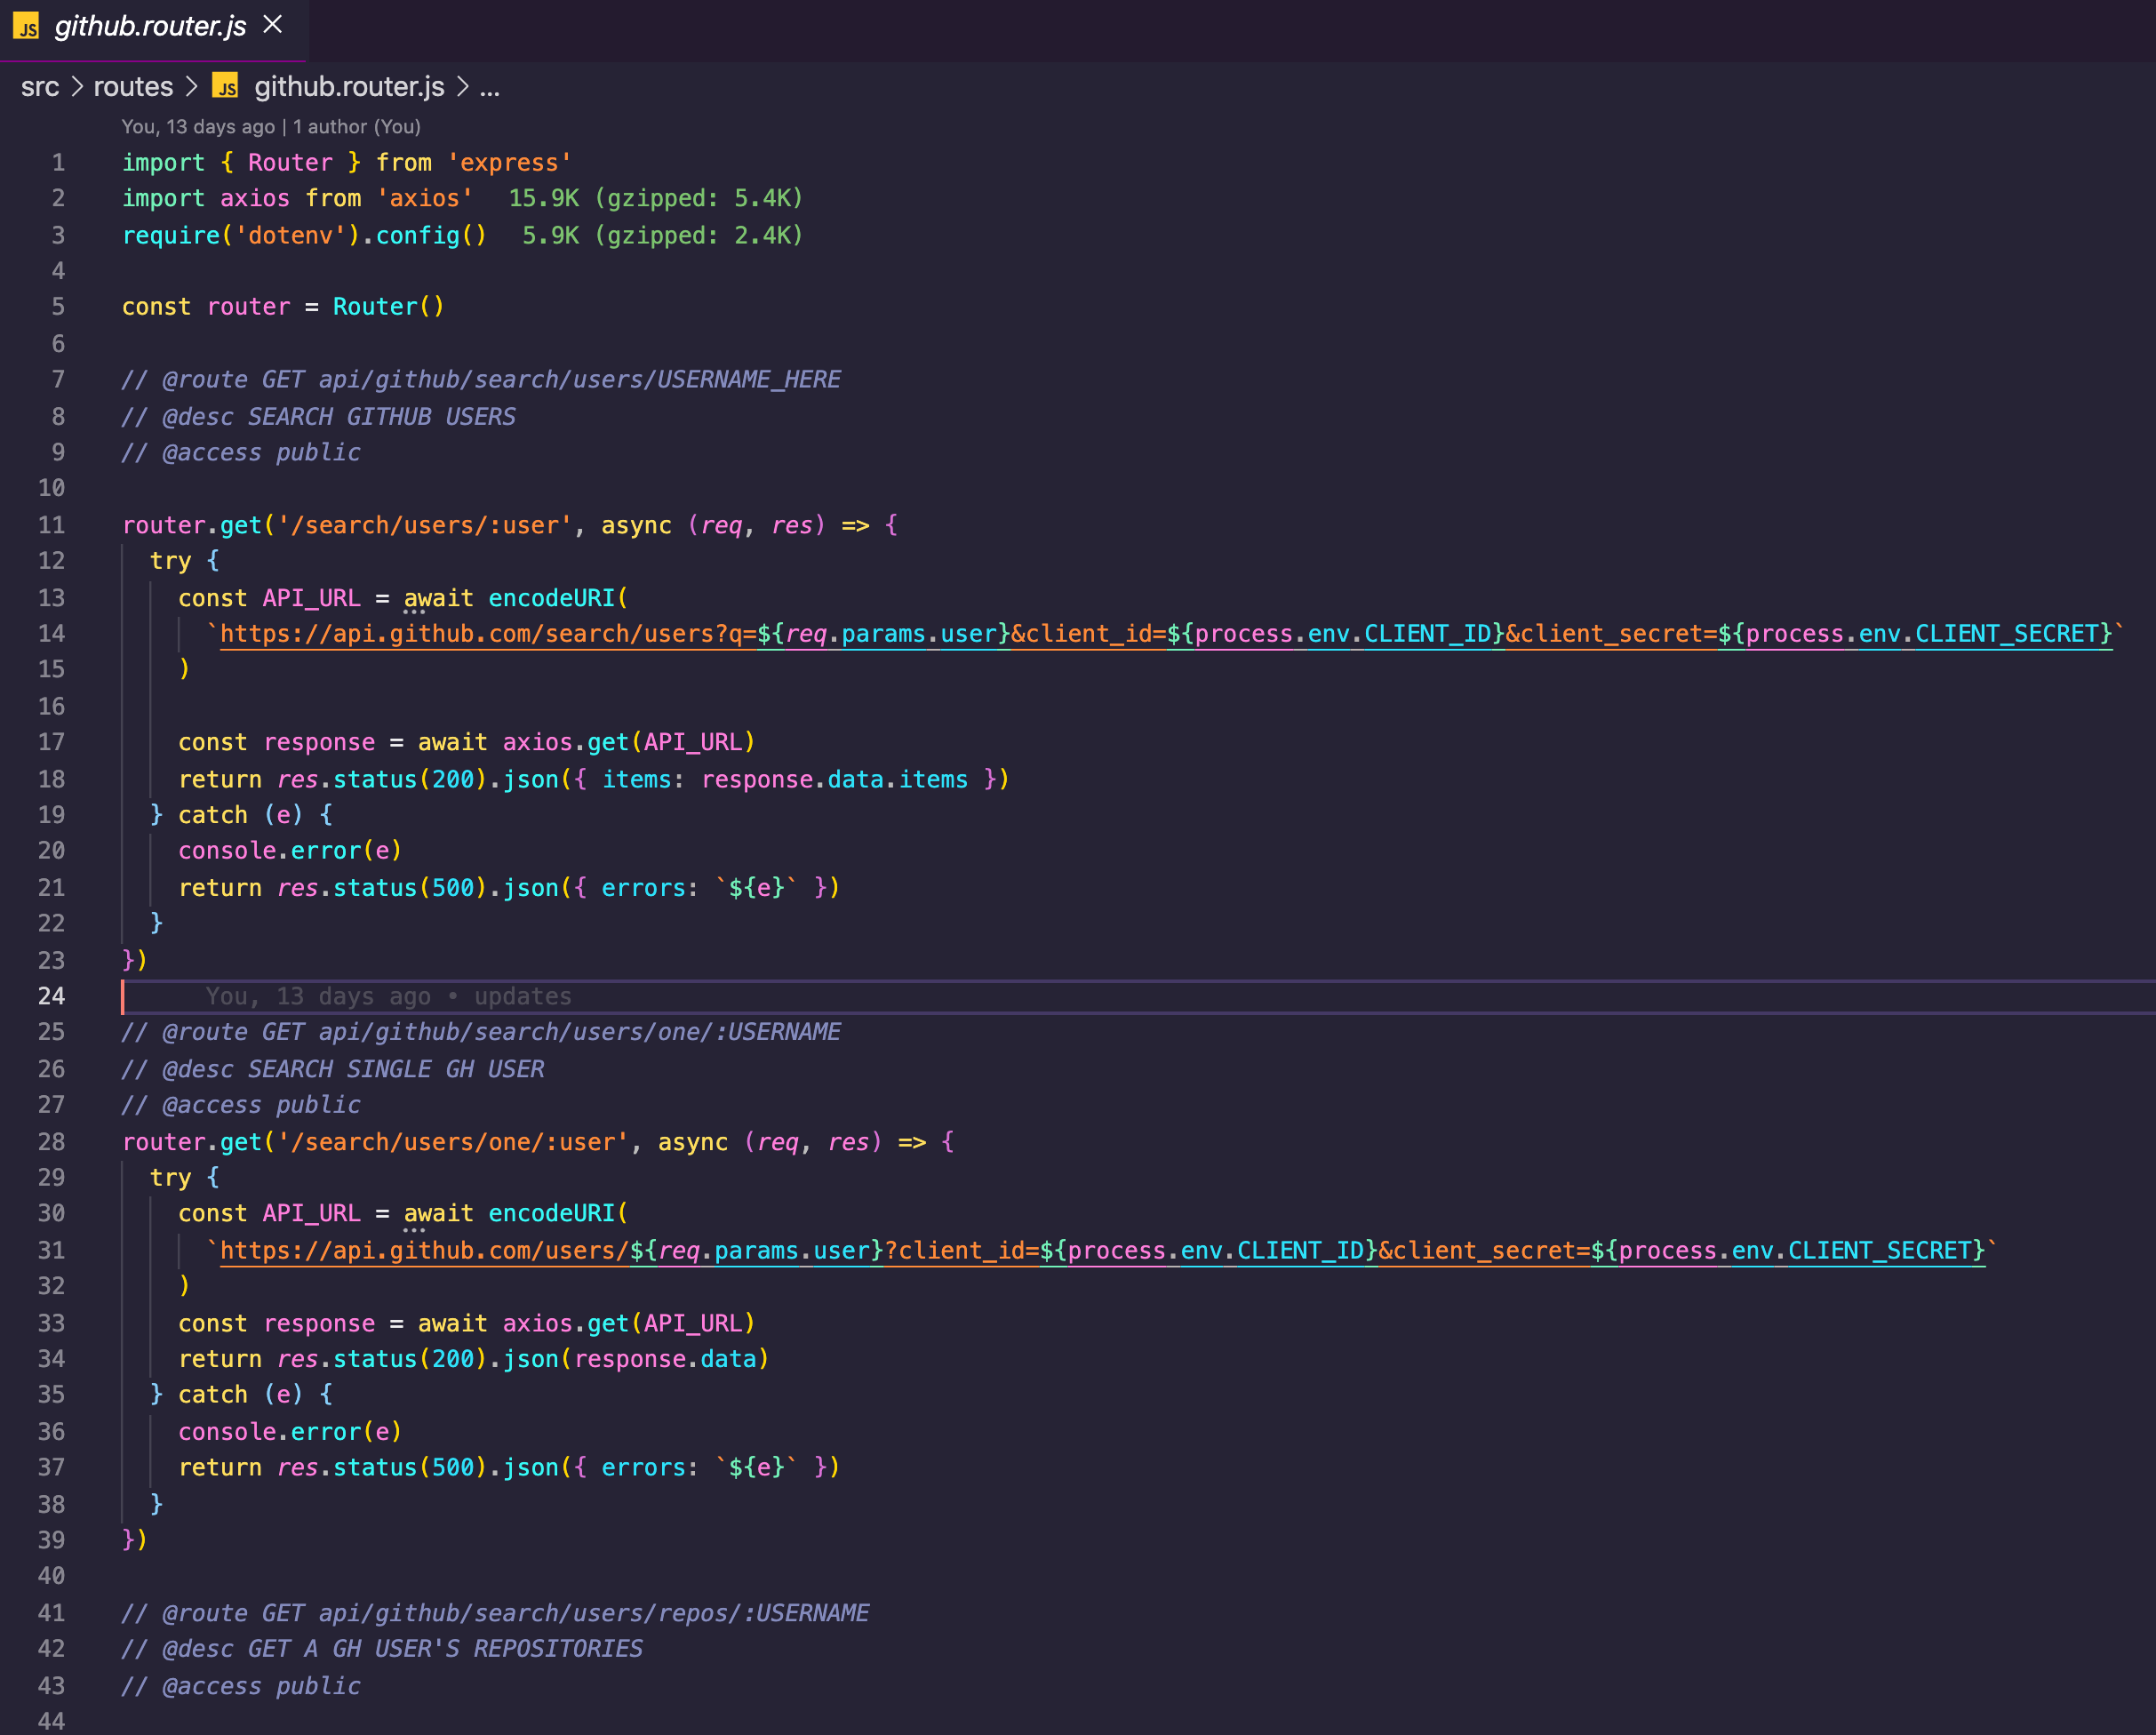 JS github.router.js ×
src > routes > JS github.router.js > ...
You, 13 days ago | 1 author (You)
1 import { Router } from 'express'
2 import axios from 'axios' 15.9K (gzipped: 5.4K)
3 require('dotenv').config() 5.9K (gzipped: 2.4K)
4
5 const router = Router()
6
7 // @route GET api/github/search/users/USERNAME_HERE
8 // @desc SEARCH GITHUB USERS
9 // @access public
10
11 router.get('/search/users/:user', async (req, res) => {
12 try {
13 const API_URL = await encodeURI(
14 `https://api.github.com/search/users?q=${req.params.user}&client_id=${process.env.CLIENT_ID}&client_secret=${process.env.CLIENT_SECRET}`
15 )
16
17 const response = await axios.get(API_URL)
18 return res.status(200).json({ items: response.data.items })
19 } catch (e) {
20 console.error(e)
21 return res.status(500).json({ errors: `${e}` })
22 }
23 })
24 You, 13 days ago • updates
25 // @route GET api/github/search/users/one/:USERNAME
26 // @desc SEARCH SINGLE GH USER
27 // @access public
28 router.get('/search/users/one/:user', async (req, res) => {
29 try {
30 const API_URL = await encodeURI(
31 `https://api.github.com/users/${req.params.user}?client_id=${process.env.CLIENT_ID}&client_secret=${process.env.CLIENT_SECRET}`
32 )
33 const response = await axios.get(API_URL)
34 return res.status(200).json(response.data)
35 } catch (e) {
36 console.error(e)
37 return res.status(500).json({ errors: `${e}` })
38 }
39 })
40
41 // @route GET api/github/search/users/repos/:USERNAME
42 // @desc GET A GH USER'S REPOSITORIES
43 // @access public
44